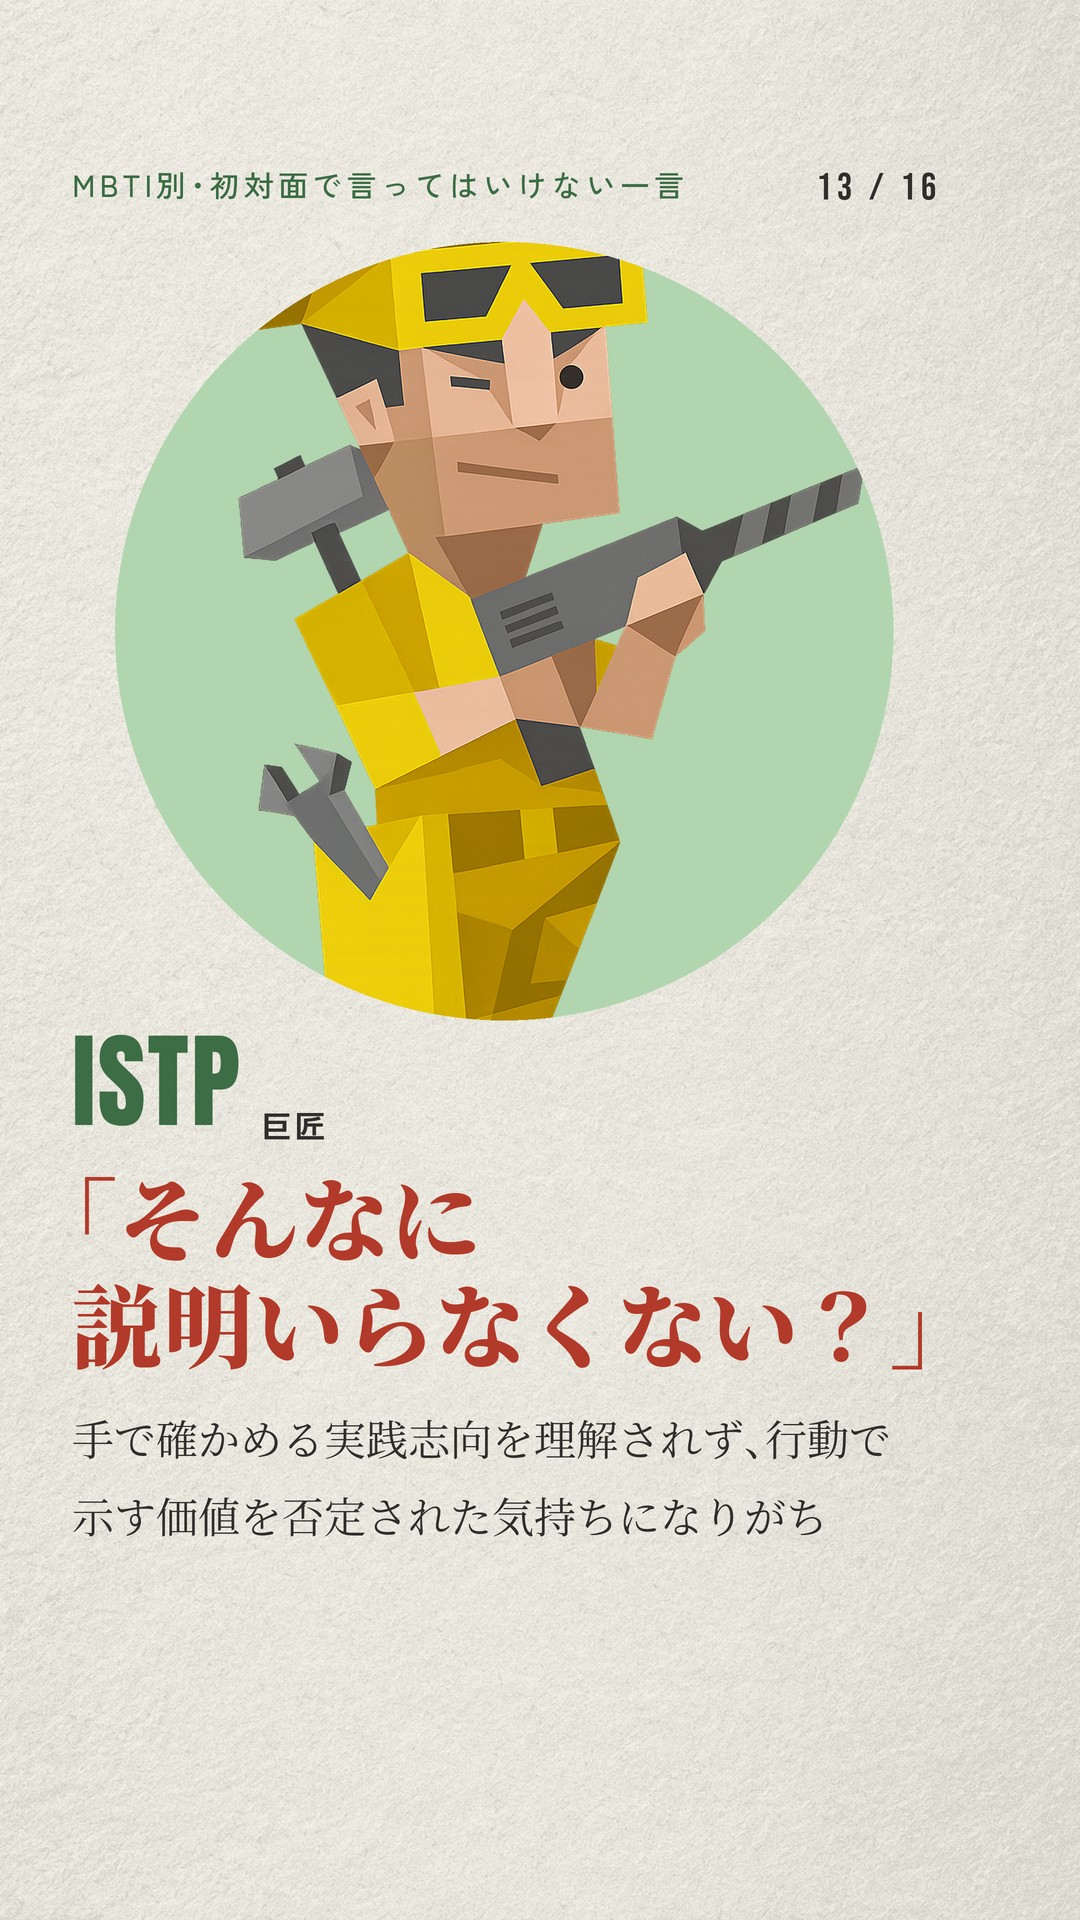 MBTI別・初対面で言ってはいけない一言
13 / 16
ISTP
巨匠
「そんなに
説明いらなくない？」
手で確かめる実践志向を理解されず、行動で
示す価値を否定された気持ちになりがち